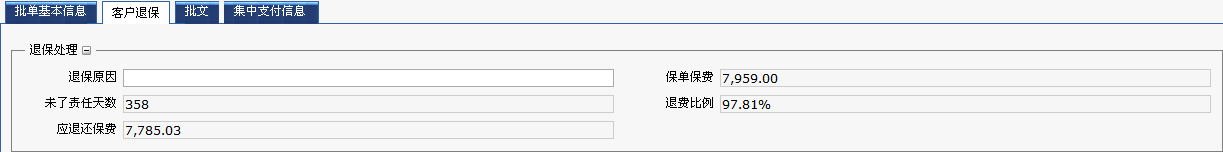 批单基本信息 客户退保 批文 集中支付信息
退保处理
退保原因 保单保费 7,959.00
未了责任天数 358 退费比例 97.81%
应退还保费 7,785.03